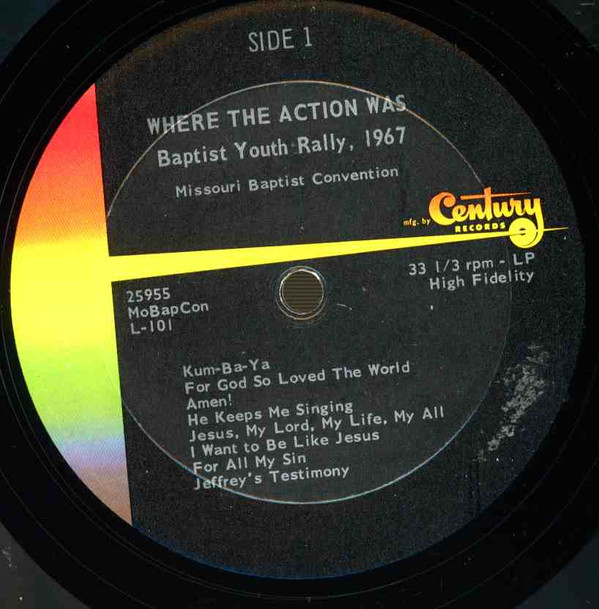 SIDE 1
WHERE THE ACTION WAS
Baptist Youth Rally, 1967
Missouri Baptist Convention
mfg. by Century
RECORDS
33 1/3 rpm - LP
High Fidelity
25955
MoBapCon
L-101
Kum-Ba-Ya
For God So Loved The World
Amen!
He Keeps Me Singing
Jesus, My Lord, My Life, My All
I Want to Be Like Jesus
For All My Sin
Jeffrey's Testimony